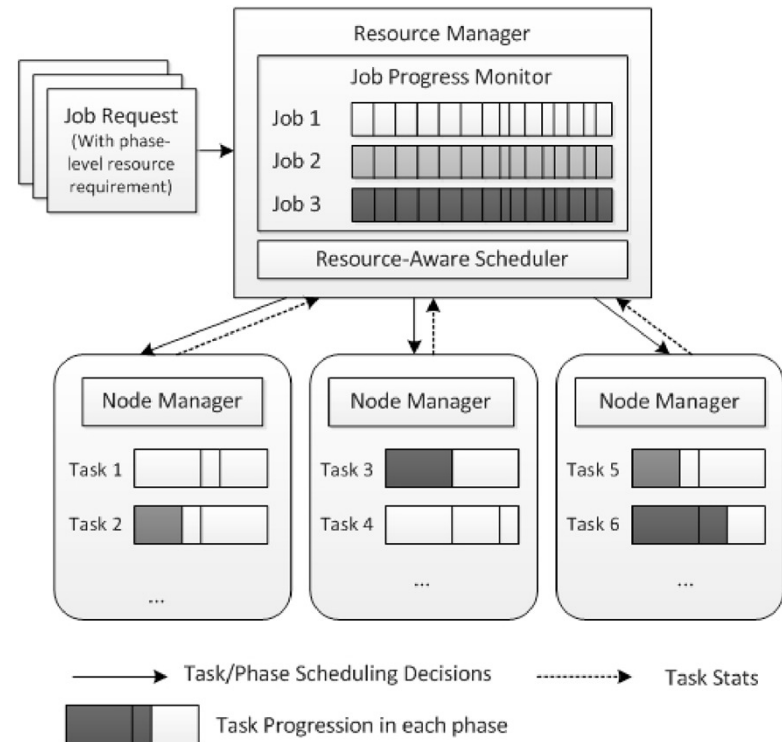 Resource Manager
Job Progress Monitor
Job Request
(With phase-
level resource
requirement)
Job 1
Job 2
Job 3
Resource-Aware Scheduler
Node Manager
Task 1
Task 2
...
Node Manager
Task 3
Task 4
...
Node Manager
Task 5
Task 6
...
Task/Phase Scheduling Decisions
Task Stats
Task Progression in each phase